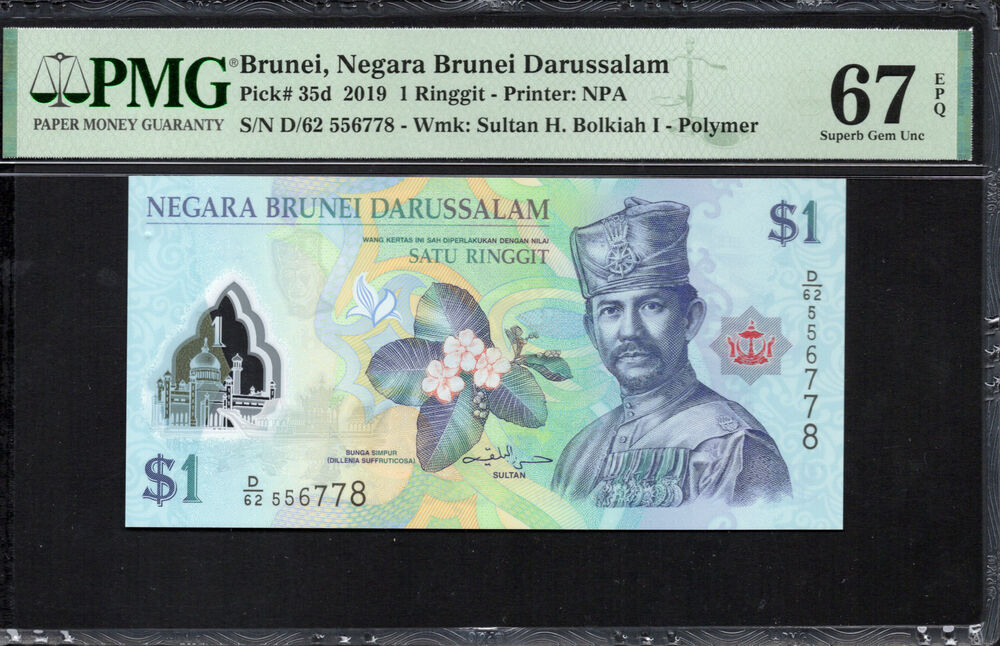 PMG®
PAPER MONEY GUARANTY
Brunei, Negara Brunei Darussalam
Pick# 35d 2019 1 Ringgit - Printer: NPA
S/N D/62 556778 - Wmk: Sultan H. Bolkiah I - Polymer
67
EPQ
Superb Gem Unc
NEGARA BRUNEI DARUSSALAM
$1
WANG KERTAS INI SAH DIPERLAKUKAN DENGAN NILAI
SATU RINGGIT
D/62 556778
1
BUNGA SIMPUR
(DILLENIA SUFFRUTICOSA)
SULTAN
$1
D/62 556778